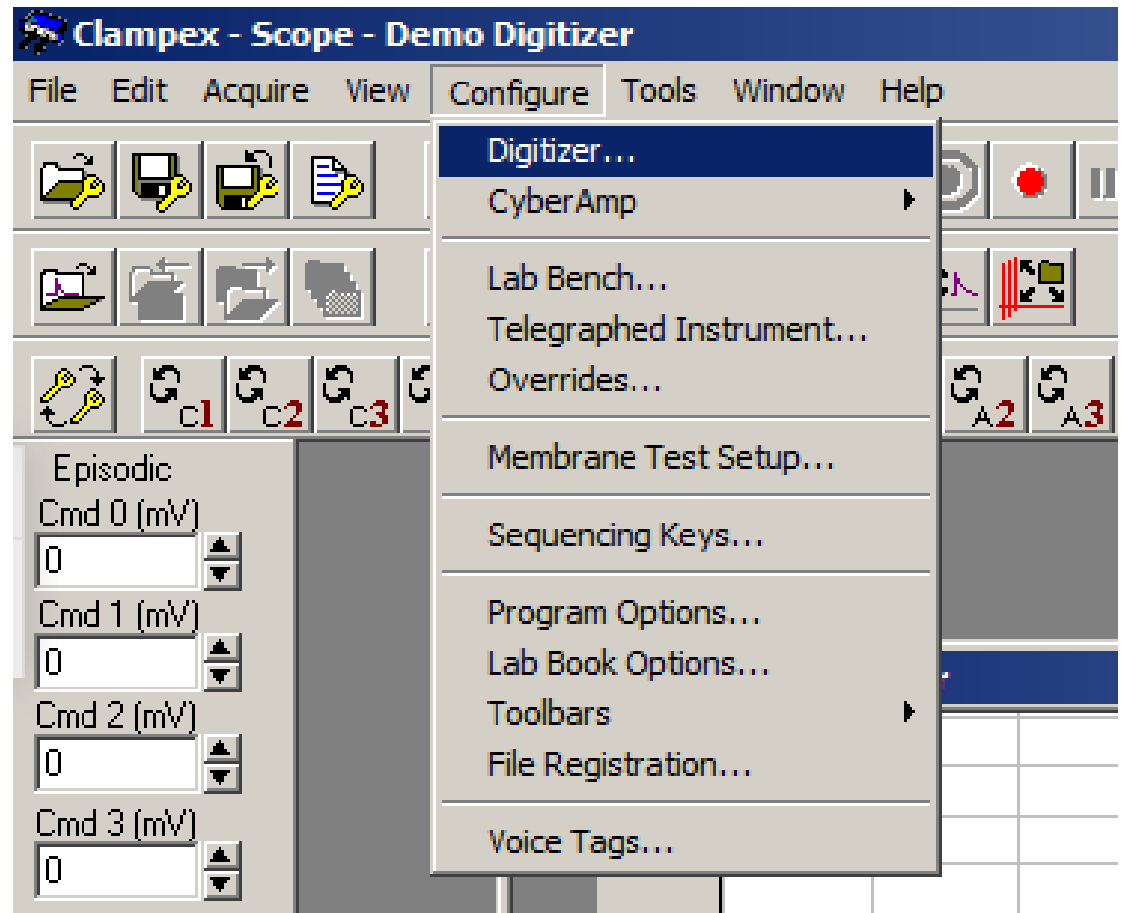 Clampex - Scope - Demo Digitizer
File Edit Acquire View Configure Tools Window Help
Digitizer...
CyberAmp
Lab Bench...
Telegraphed Instrument...
Overrides...
C1 C2 C3 A2 A3
Membrane Test Setup...
Sequencing Keys...
Program Options...
Lab Book Options...
Toolbars
File Registration...
Voice Tags...
Episodic
Cmd 0 (mV)
0
Cmd 1 (mV)
0
Cmd 2 (mV)
0
Cmd 3 (mV)
0